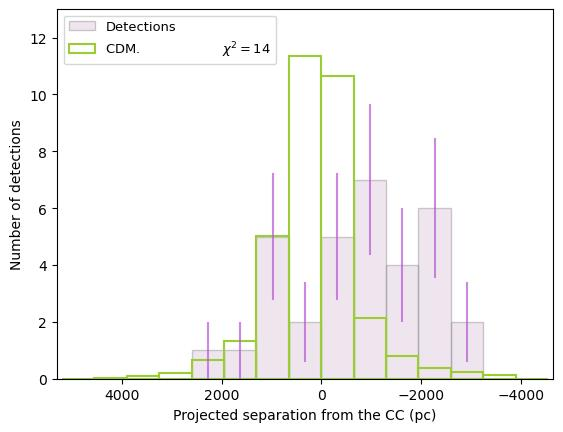 Detections
CDM. χ² = 14
12
10
8
6
4
2
0
4000 2000 0 −2000 −4000
Number of detections
Projected separation from the CC (pc)